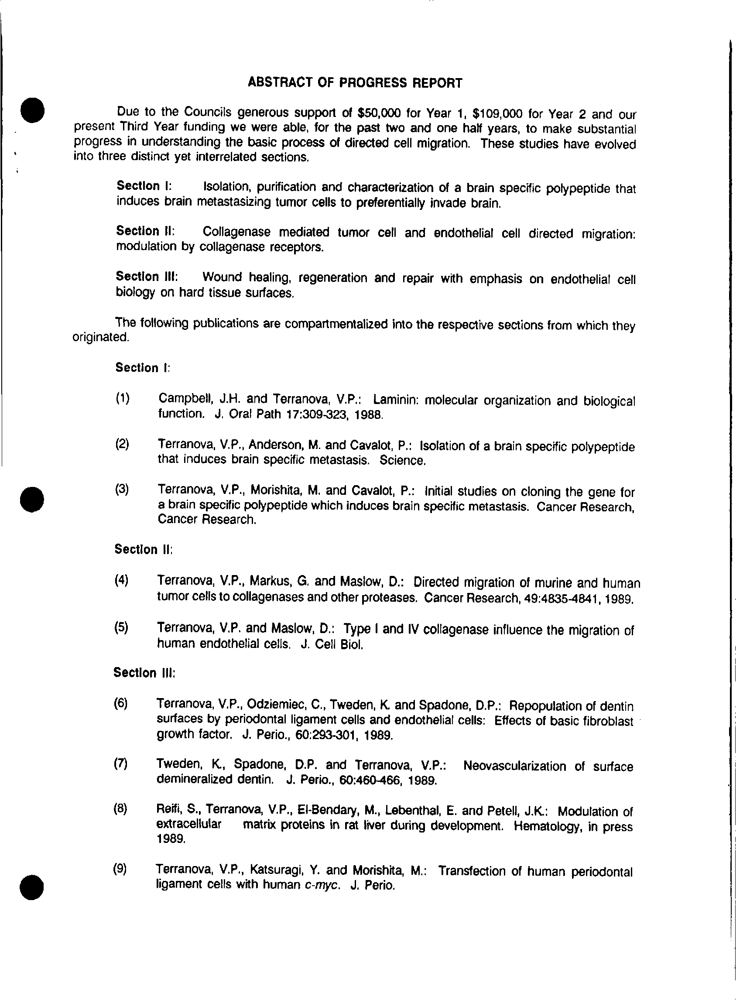 ABSTRACT OF PROGRESS REPORT
Due to the Councils generous support of $50,000 for Year 1, $109,000 for Year 2 and our
present Third Year funding we were able, for the past two and one half years, to make substantial
progress in understanding the basic process of directed cell migration. These studies have evolved
into three distinct yet interrelated sections.
Section I: Isolation, purification and characterization of a brain specific polypeptide that
induces brain metastasizing tumor cells to preferentially invade brain.
Section II: Collagenase mediated tumor cell and endothelial cell directed migration:
modulation by collagenase receptors.
Section III: Wound healing, regeneration and repair with emphasis on endothelial cell
biology on hard tissue surfaces.
The following publications are compartmentalized into the respective sections from which they
originated.
Section I:
(1) Campbell, J.H. and Terranova, V.P.: Laminin: molecular organization and biological
function. J. Oral Path 17:309-323, 1988.
(2) Terranova, V.P., Anderson, M. and Cavalot, P.: Isolation of a brain specific polypeptide
that induces brain specific metastasis. Science.
(3) Terranova, V.P., Morishita, M. and Cavalot, P.: Initial studies on cloning the gene for
a brain specific polypeptide which induces brain specific metastasis. Cancer Research,
Cancer Research.
Section II:
(4) Terranova, V.P., Markus, G. and Maslow, D.: Directed migration of murine and human
tumor cells to collagenases and other proteases. Cancer Research, 49:4835-4841, 1989.
(5) Terranova, V.P. and Maslow, D.: Type I and IV collagenase influence the migration of
human endothelial cells. J. Cell Biol.
Section III:
(6) Terranova, V.P., Odziemiec, C., Tweden, K. and Spadone, D.P.: Repopulation of dentin
surfaces by periodontal ligament cells and endothelial cells: Effects of basic fibroblast
growth factor. J. Perio., 60:293-301, 1989.
(7) Tweden, K., Spadone, D.P. and Terranova, V.P.: Neovascularization of surface
demineralized dentin. J. Perio., 60:460-466, 1989.
(8) Reifi, S., Terranova, V.P., El-Bendary, M., Lebenthal, E. and Petell, J.K.: Modulation of
extracellular matrix proteins in rat liver during development. Hematology, in press
1989.
(9) Terranova, V.P., Katsuragi, Y. and Morishita, M.: Transfection of human periodontal
ligament cells with human c-myc. J. Perio.